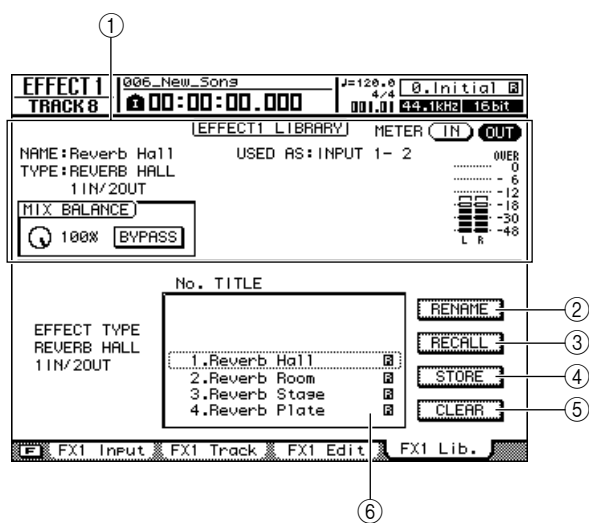 ①
EFFECT 1 006_New_Song J=120.0 4/4 0.Initial R
TRACK 8 00:00:00.000 001.01 44.1kHz 16bit
EFFECT1 LIBRARY METER IN OUT
NAME:Reverb Hall USED AS:INPUT 1- 2
TYPE:REVERB HALL
1IN/2OUT
OVER
0
- 6
-12
-18
-30
-48
L R
MIX BALANCE
100% BYPASS
No. TITLE
EFFECT TYPE
REVERB HALL
1IN/2OUT
1.Reverb Hall R
2.Reverb Room R
3.Reverb Stage R
4.Reverb Plate R
RENAME ②
RECALL ③
STORE ④
CLEAR ⑤
F FX1 Input FX1 Track FX1 Edit FX1 Lib.
⑥